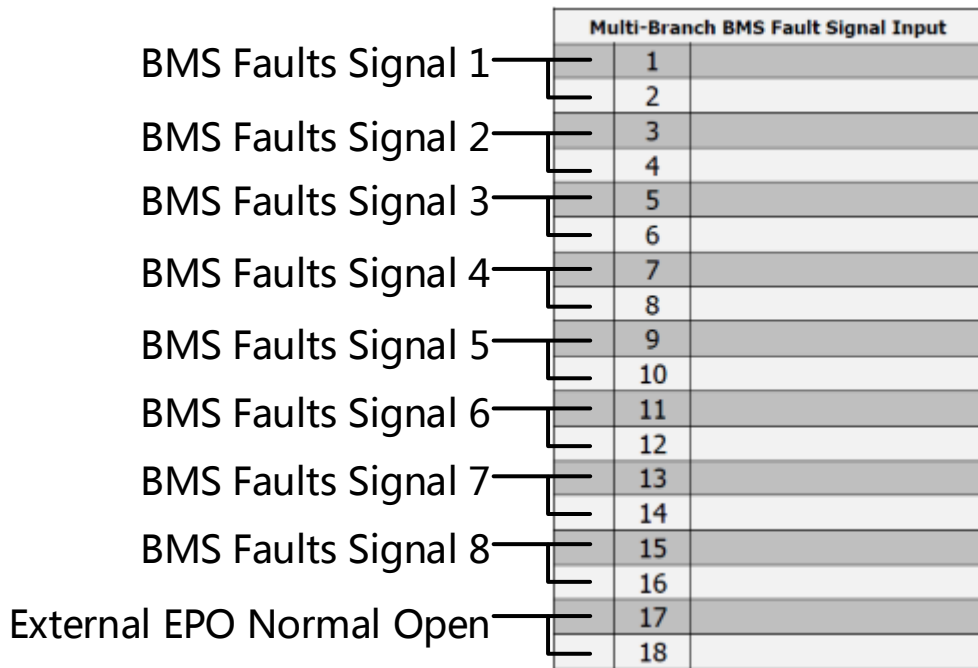 Multi-Branch BMS Fault Signal Input
BMS Faults Signal 1
1
2
BMS Faults Signal 2
3
4
BMS Faults Signal 3
5
6
BMS Faults Signal 4
7
8
BMS Faults Signal 5
9
10
BMS Faults Signal 6
11
12
BMS Faults Signal 7
13
14
BMS Faults Signal 8
15
16
External EPO Normal Open
17
18